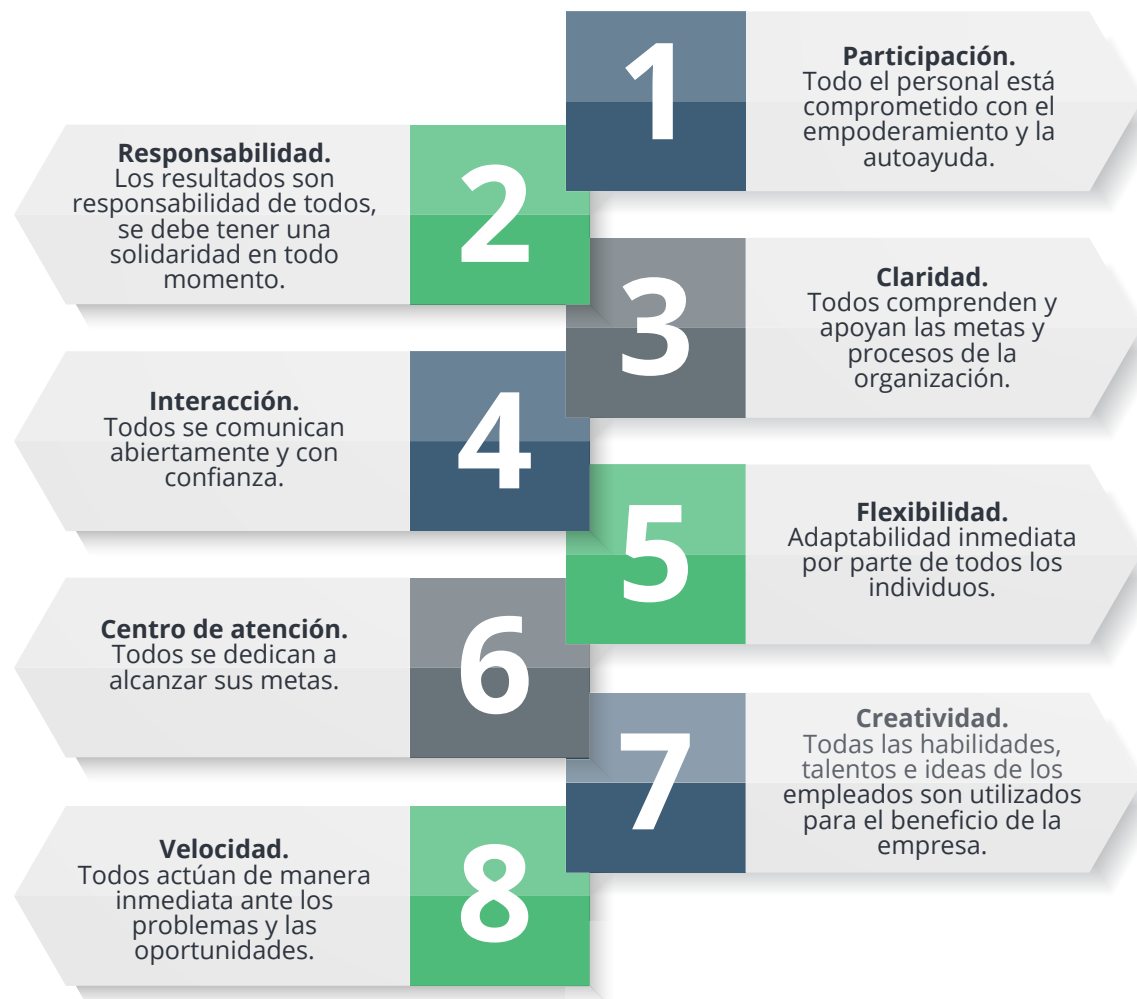 1
Participación.
Todo el personal está
comprometido con el
empoderamiento y la
autoayuda.
2
Responsabilidad.
Los resultados son
responsabilidad de todos,
se debe tener una
solidaridad en todo
momento.
3
Claridad.
Todos comprenden y
apoyan las metas y
procesos de la
organización.
4
Interacción.
Todos se comunican
abiertamente y con
confianza.
5
Flexibilidad.
Adaptabilidad inmediata
por parte de todos los
individuos.
6
Centro de atención.
Todos se dedican a
alcanzar sus metas.
7
Creatividad.
Todas las habilidades,
talentos e ideas de los
empleados son utilizados
para el beneficio de la
empresa.
8
Velocidad.
Todos actúan de manera
inmediata ante los
problemas y las
oportunidades.